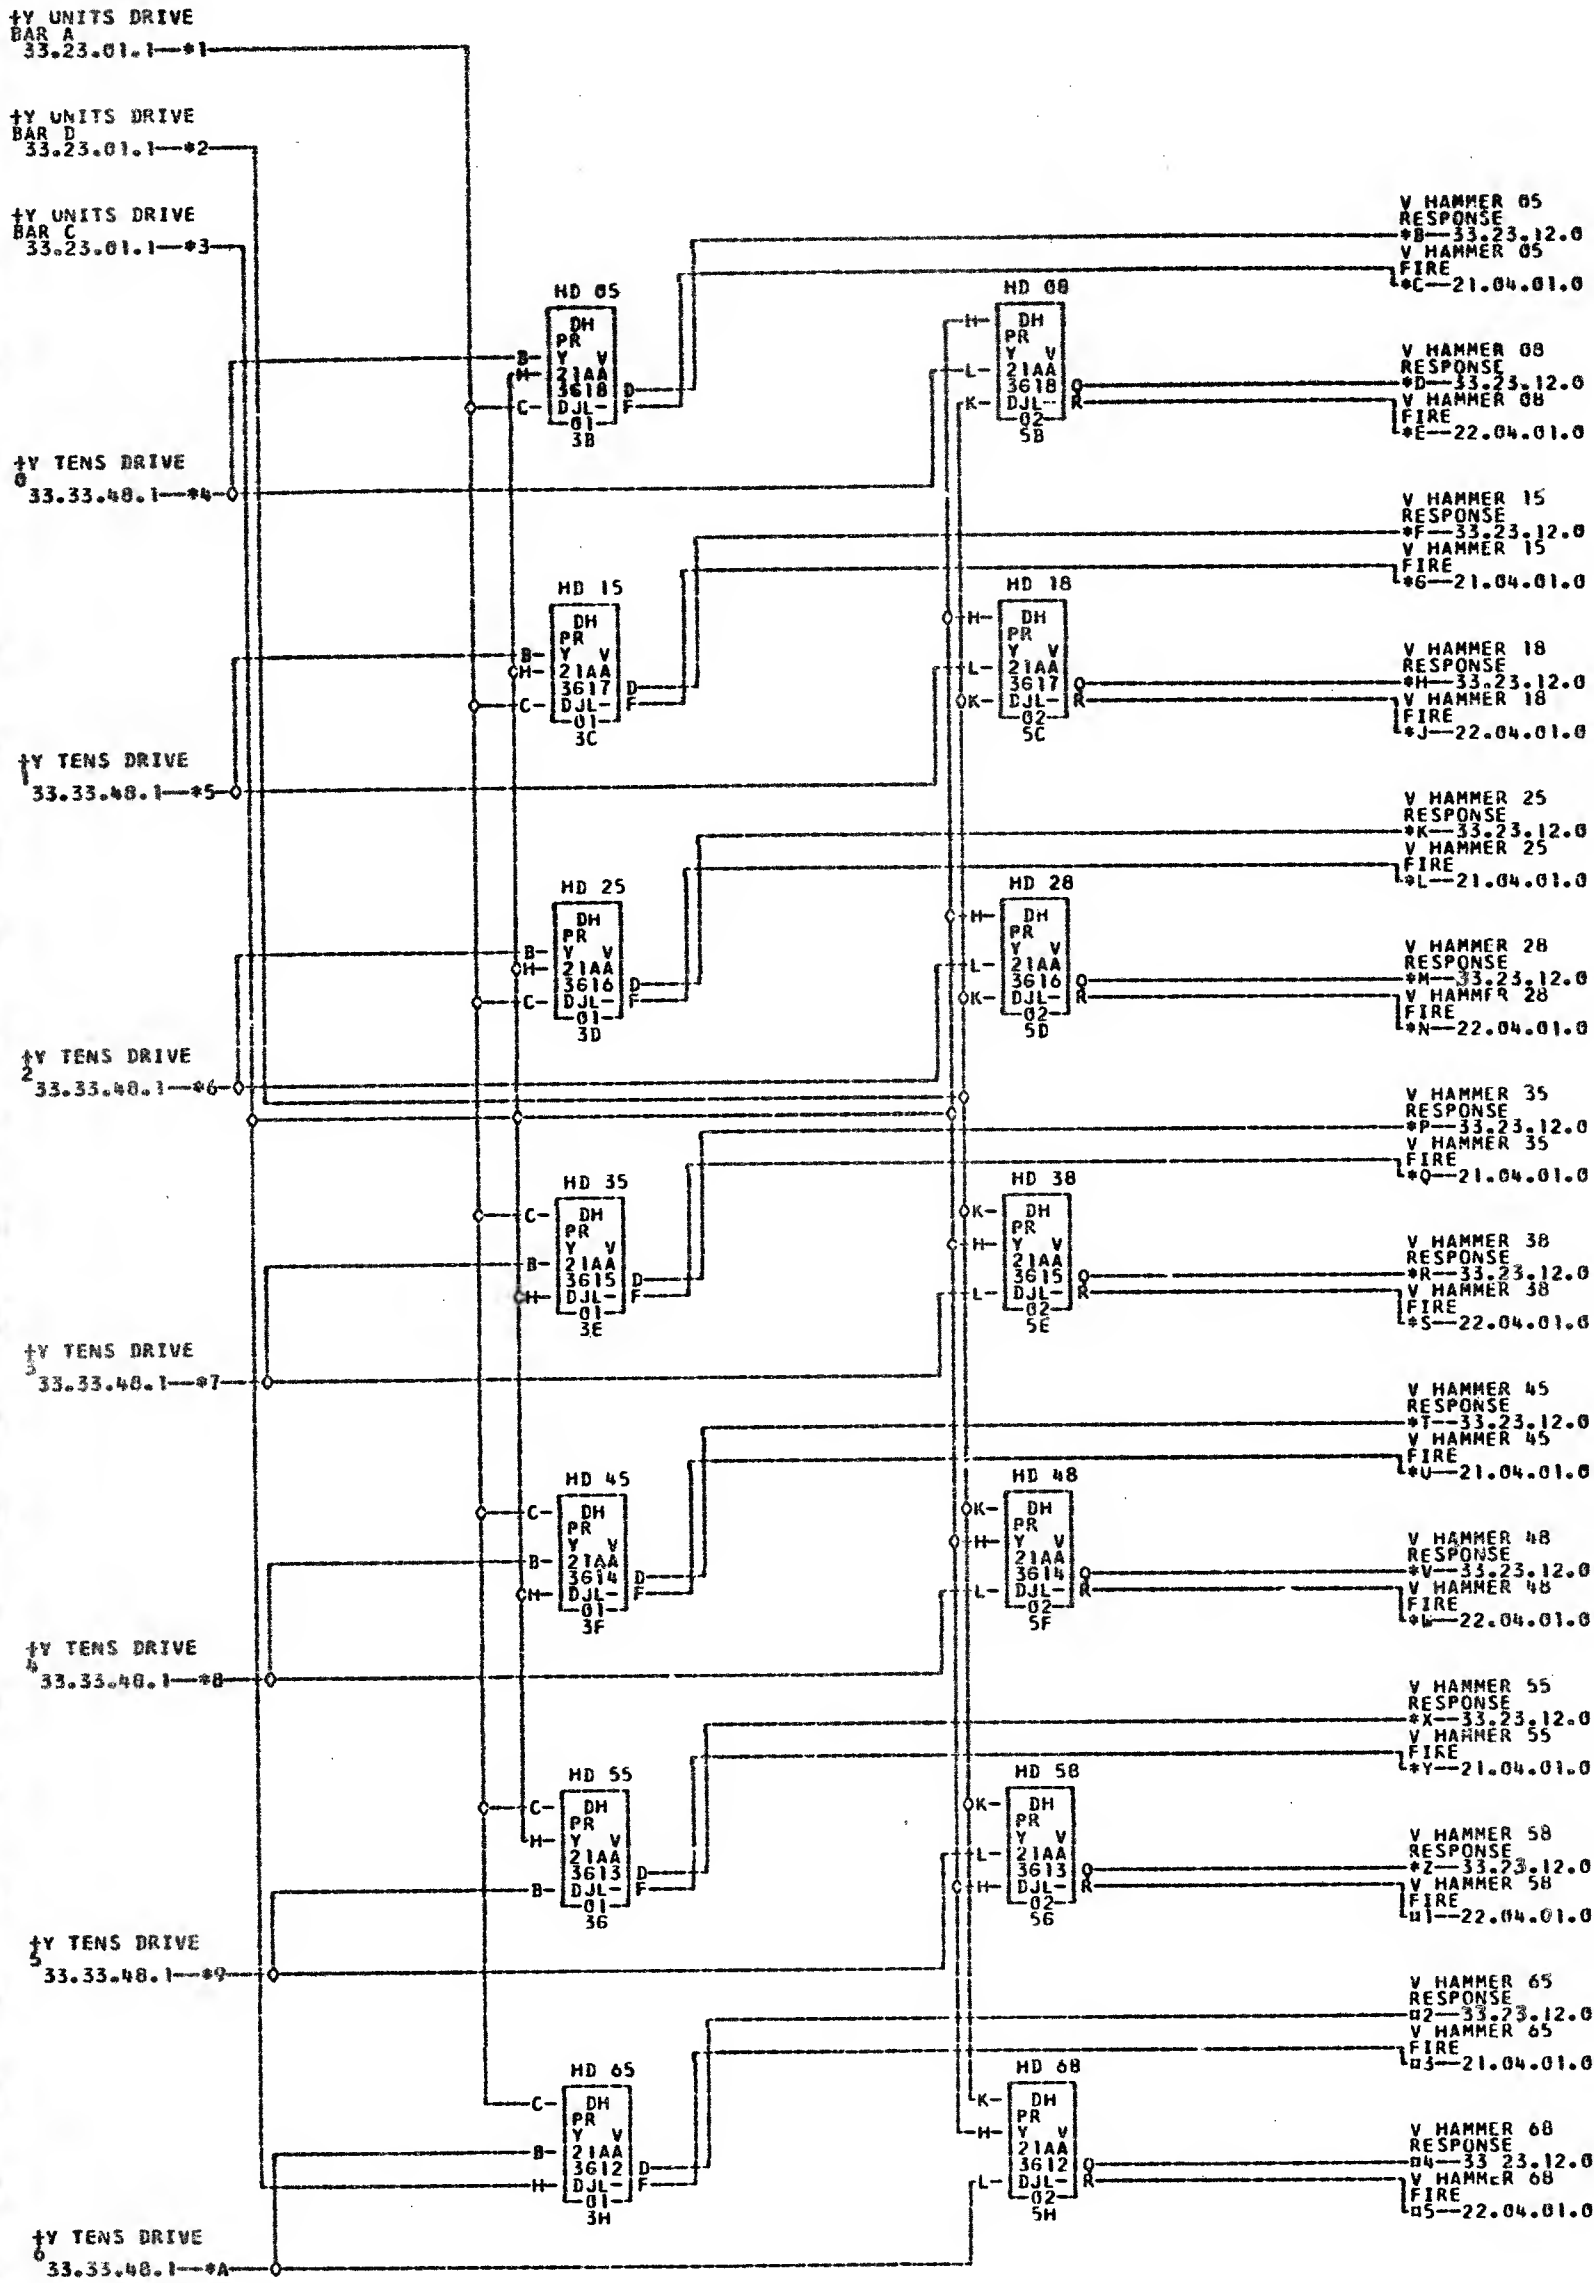 +Y UNITS DRIVE
BAR A
33.23.01.1—*1
+Y UNITS DRIVE
BAR D
33.23.01.1—*2
+Y UNITS DRIVE
BAR C
33.23.01.1—*3
+Y TENS DRIVE
0
33.33.48.1—*4
+Y TENS DRIVE
1
33.33.48.1—*5
+Y TENS DRIVE
2
33.33.48.1—*6
+Y TENS DRIVE
3
33.33.48.1—*7
+Y TENS DRIVE
4
33.33.48.1—*8
+Y TENS DRIVE
5
33.33.48.1—*9
+Y TENS DRIVE
6
33.33.48.1—*A
HD 05
DH
PR
B- Y V
H- 21AA
3618 D
C- DJL- F
01
3B
HD 15
DH
PR
B- Y V
H- 21AA
3617 D
C- DJL- F
01
3C
HD 25
DH
PR
B- Y V
H- 21AA
3616 D
C- DJL- F
01
3D
HD 35
C- DH
PR
Y V
B- 21AA
3615 D
H- DJL- F
01
3E
HD 45
C- DH
PR
Y V
B- 21AA
3614 D
H- DJL- F
01
3F
HD 55
C- DH
PR
H- Y V
21AA
3613 D
B- DJL- F
01
3G
HD 65
C- DH
PR
Y V
B- 21AA
3612 D
H- DJL- F
01
3H
HD 08
H- DH
PR
Y V
L- 21AA
3618 Q
K- DJL- R
02
5B
HD 18
H- DH
PR
Y V
L- 21AA
3617 Q
K- DJL- R
02
5C
HD 28
H- DH
PR
Y V
L- 21AA
3616 Q
K- DJL- R
02
5D
HD 38
K- DH
PR
H- Y V
21AA
3615 Q
L- DJL- R
02
5E
HD 48
K- DH
PR
H- Y V
21AA
3614 Q
L- DJL- R
02
5F
HD 58
K- DH
PR
Y V
L- 21AA
3613 Q
H- DJL- R
02
5G
HD 68
K- DH
PR
H- Y V
21AA
3612 Q
L- DJL- R
02
5H
V HAMMER 05
RESPONSE
*B—33.23.12.0
V HAMMER 05
FIRE
*C—21.04.01.0
V HAMMER 08
RESPONSE
*D—33.23.12.0
V HAMMER 08
FIRE
*E—22.04.01.0
V HAMMER 15
RESPONSE
*F—33.23.12.0
V HAMMER 15
FIRE
*G—21.04.01.0
V HAMMER 18
RESPONSE
*H—33.23.12.0
V HAMMER 18
FIRE
*J—22.04.01.0
V HAMMER 25
RESPONSE
*K—33.23.12.0
V HAMMER 25
FIRE
*L—21.04.01.0
V HAMMER 28
RESPONSE
*M—33.23.12.0
V HAMMER 28
FIRE
*N—22.04.01.0
V HAMMER 35
RESPONSE
*P—33.23.12.0
V HAMMER 35
FIRE
*Q—21.04.01.0
V HAMMER 38
RESPONSE
*R—33.23.12.0
V HAMMER 38
FIRE
*S—22.04.01.0
V HAMMER 45
RESPONSE
*T—33.23.12.0
V HAMMER 45
FIRE
*U—21.04.01.0
V HAMMER 48
RESPONSE
*V—33.23.12.0
V HAMMER 48
FIRE
*W—22.04.01.0
V HAMMER 55
RESPONSE
*X—33.23.12.0
V HAMMER 55
FIRE
*Y—21.04.01.0
V HAMMER 58
RESPONSE
*Z—33.23.12.0
V HAMMER 58
FIRE
¤1—22.04.01.0
V HAMMER 65
RESPONSE
¤2—33.23.12.0
V HAMMER 65
FIRE
¤3—21.04.01.0
V HAMMER 68
RESPONSE
¤4—33 23.12.0
V HAMMER 68
FIRE
¤5—22.04.01.0